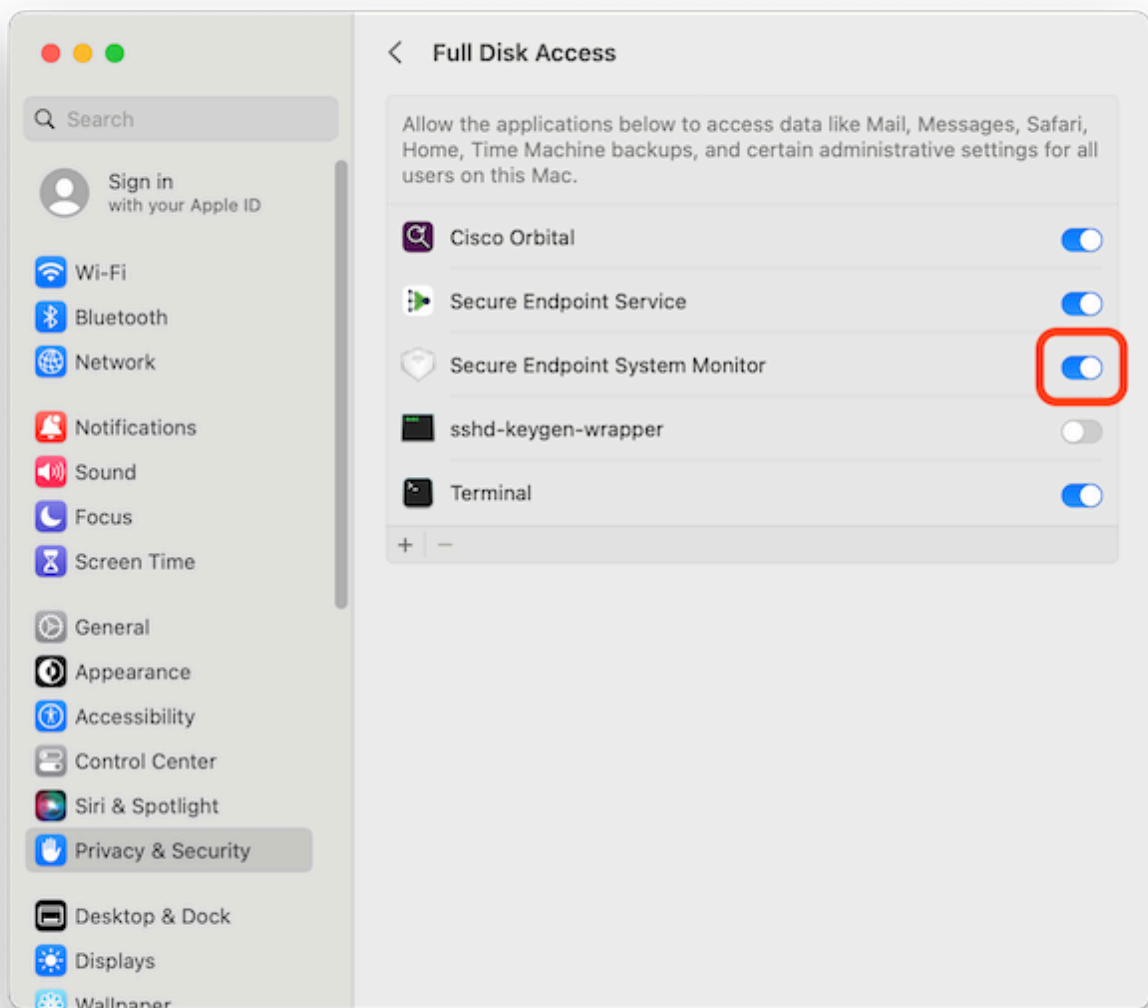 Search
Sign in
with your Apple ID
Wi-Fi
Bluetooth
Network
Notifications
Sound
Focus
Screen Time
General
Appearance
Accessibility
Control Center
Siri & Spotlight
Privacy & Security
Desktop & Dock
Displays
Wallpaper
Full Disk Access
Allow the applications below to access data like Mail, Messages, Safari,
Home, Time Machine backups, and certain administrative settings for all
users on this Mac.
Cisco Orbital
Secure Endpoint Service
Secure Endpoint System Monitor
sshd-keygen-wrapper
Terminal